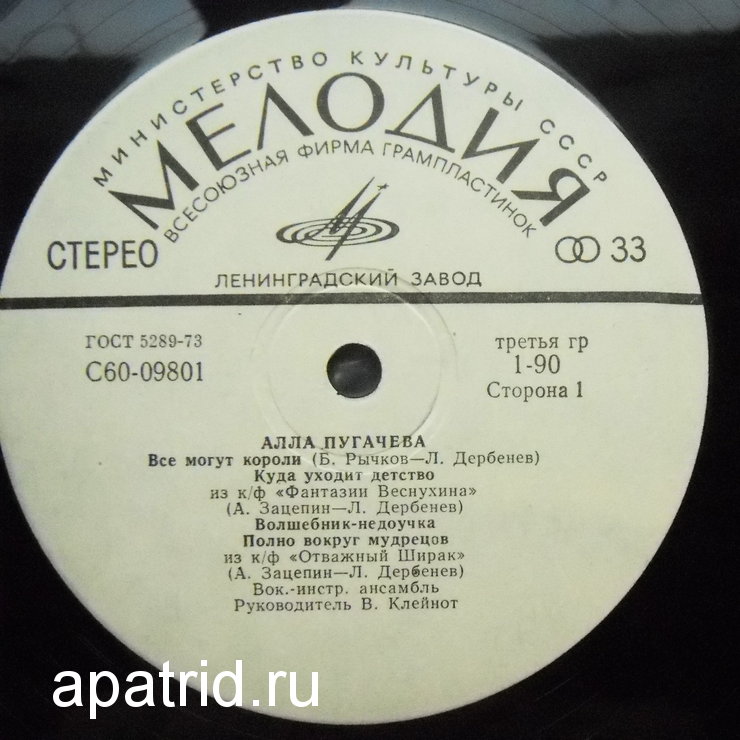 МИНИСТЕРСТВО КУЛЬТУРЫ СССР
МЕЛОДИЯ
ВСЕСОЮЗНАЯ ФИРМА ГРАМПЛАСТИНОК
СТЕРЕО
33
ЛЕНИНГРАДСКИЙ ЗАВОД
ГОСТ 5289-73
третья гр
С60-09801
1-90
Сторона 1
АЛЛА ПУГАЧЕВА
Все могут короли (Б. Рычков—Л. Дербенев)
Куда уходит детство
из к/ф «Фантазии Веснухина»
(А. Зацепин—Л. Дербенев)
Волшебник-недоучка
Полно вокруг мудрецов
из к/ф «Отважный Ширак»
(А. Зацепин—Л. Дербенев)
Вок.-инстр. ансамбль
Руководитель В. Клейнот
apatrid.ru